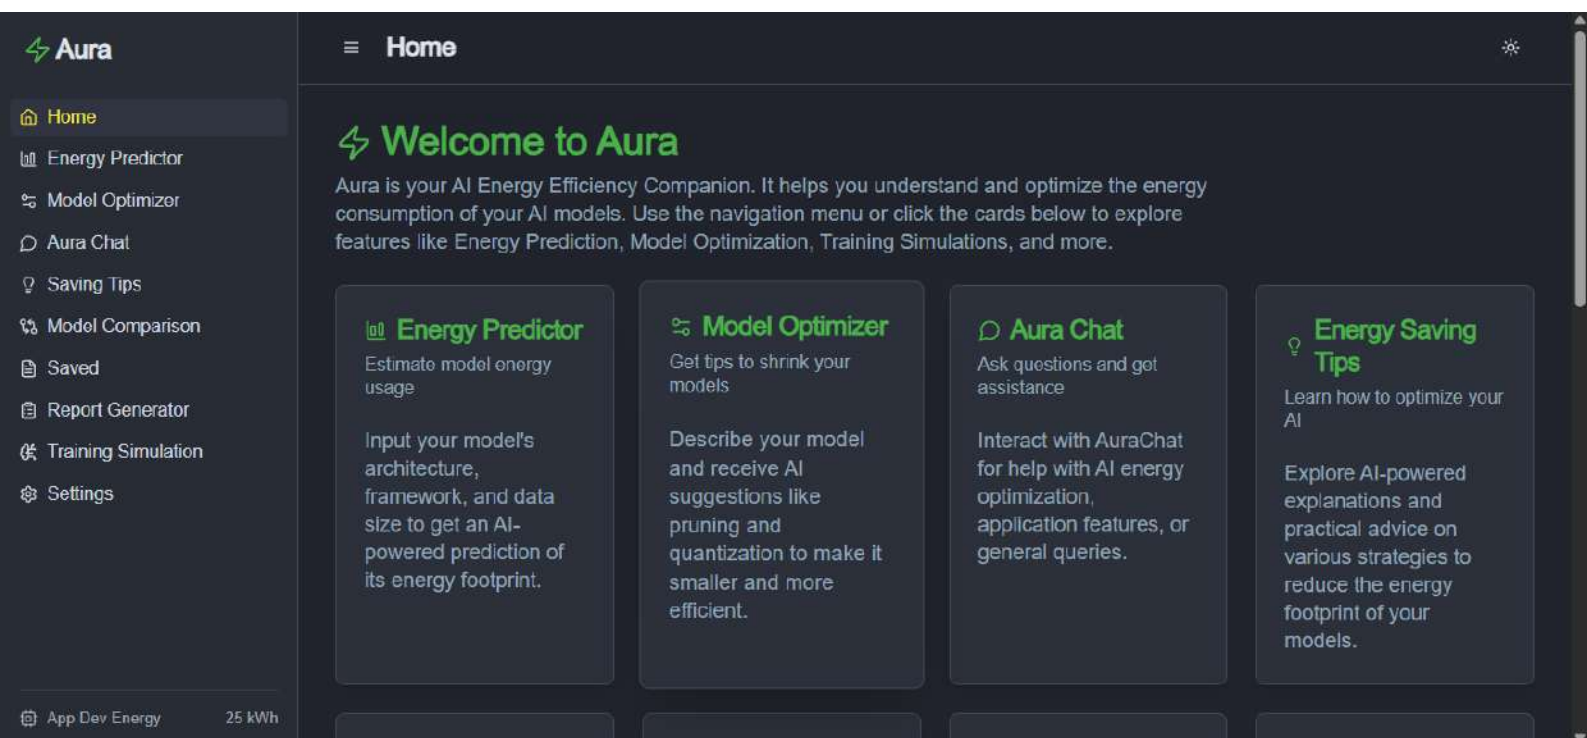 Aura
Home
Energy Predictor
Model Optimizer
Aura Chat
Saving Tips
Model Comparison
Saved
Report Generator
Training Simulation
Settings
App Dev Energy 25 kWh
Home
Welcome to Aura
Aura is your AI Energy Efficiency Companion. It helps you understand and optimize the energy
consumption of your AI models. Use the navigation menu or click the cards below to explore
features like Energy Prediction, Model Optimization, Training Simulations, and more.
Energy Predictor
Estimate model energy
usage
Input your model's
architecture,
framework, and data
size to get an AI-
powered prediction of
its energy footprint.
Model Optimizer
Get tips to shrink your
models
Describe your model
and receive AI
suggestions like
pruning and
quantization to make it
smaller and more
efficient.
Aura Chat
Ask questions and get
assistance
Interact with AuraChat
for help with AI energy
optimization,
application features, or
general queries.
Energy Saving
Tips
Learn how to optimize your
AI
Explore AI-powered
explanations and
practical advice on
various strategies to
reduce the energy
footprint of your
models.